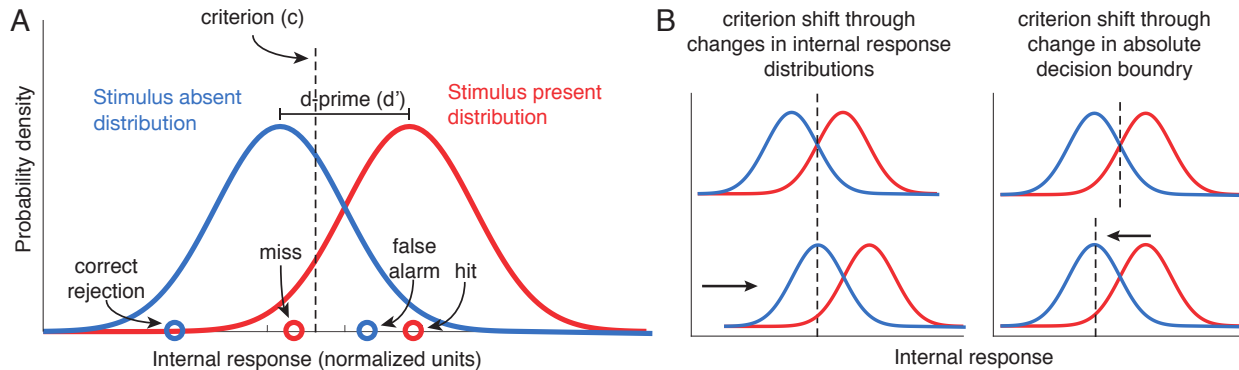 A
criterion (c)
Stimulus absent
distribution
d-prime (d')
Stimulus present
distribution
Probability density
correct
rejection
miss
false
alarm
hit
Internal response (normalized units)
B
criterion shift through
changes in internal response
distributions
criterion shift through
change in absolute
decision boundry
Internal response